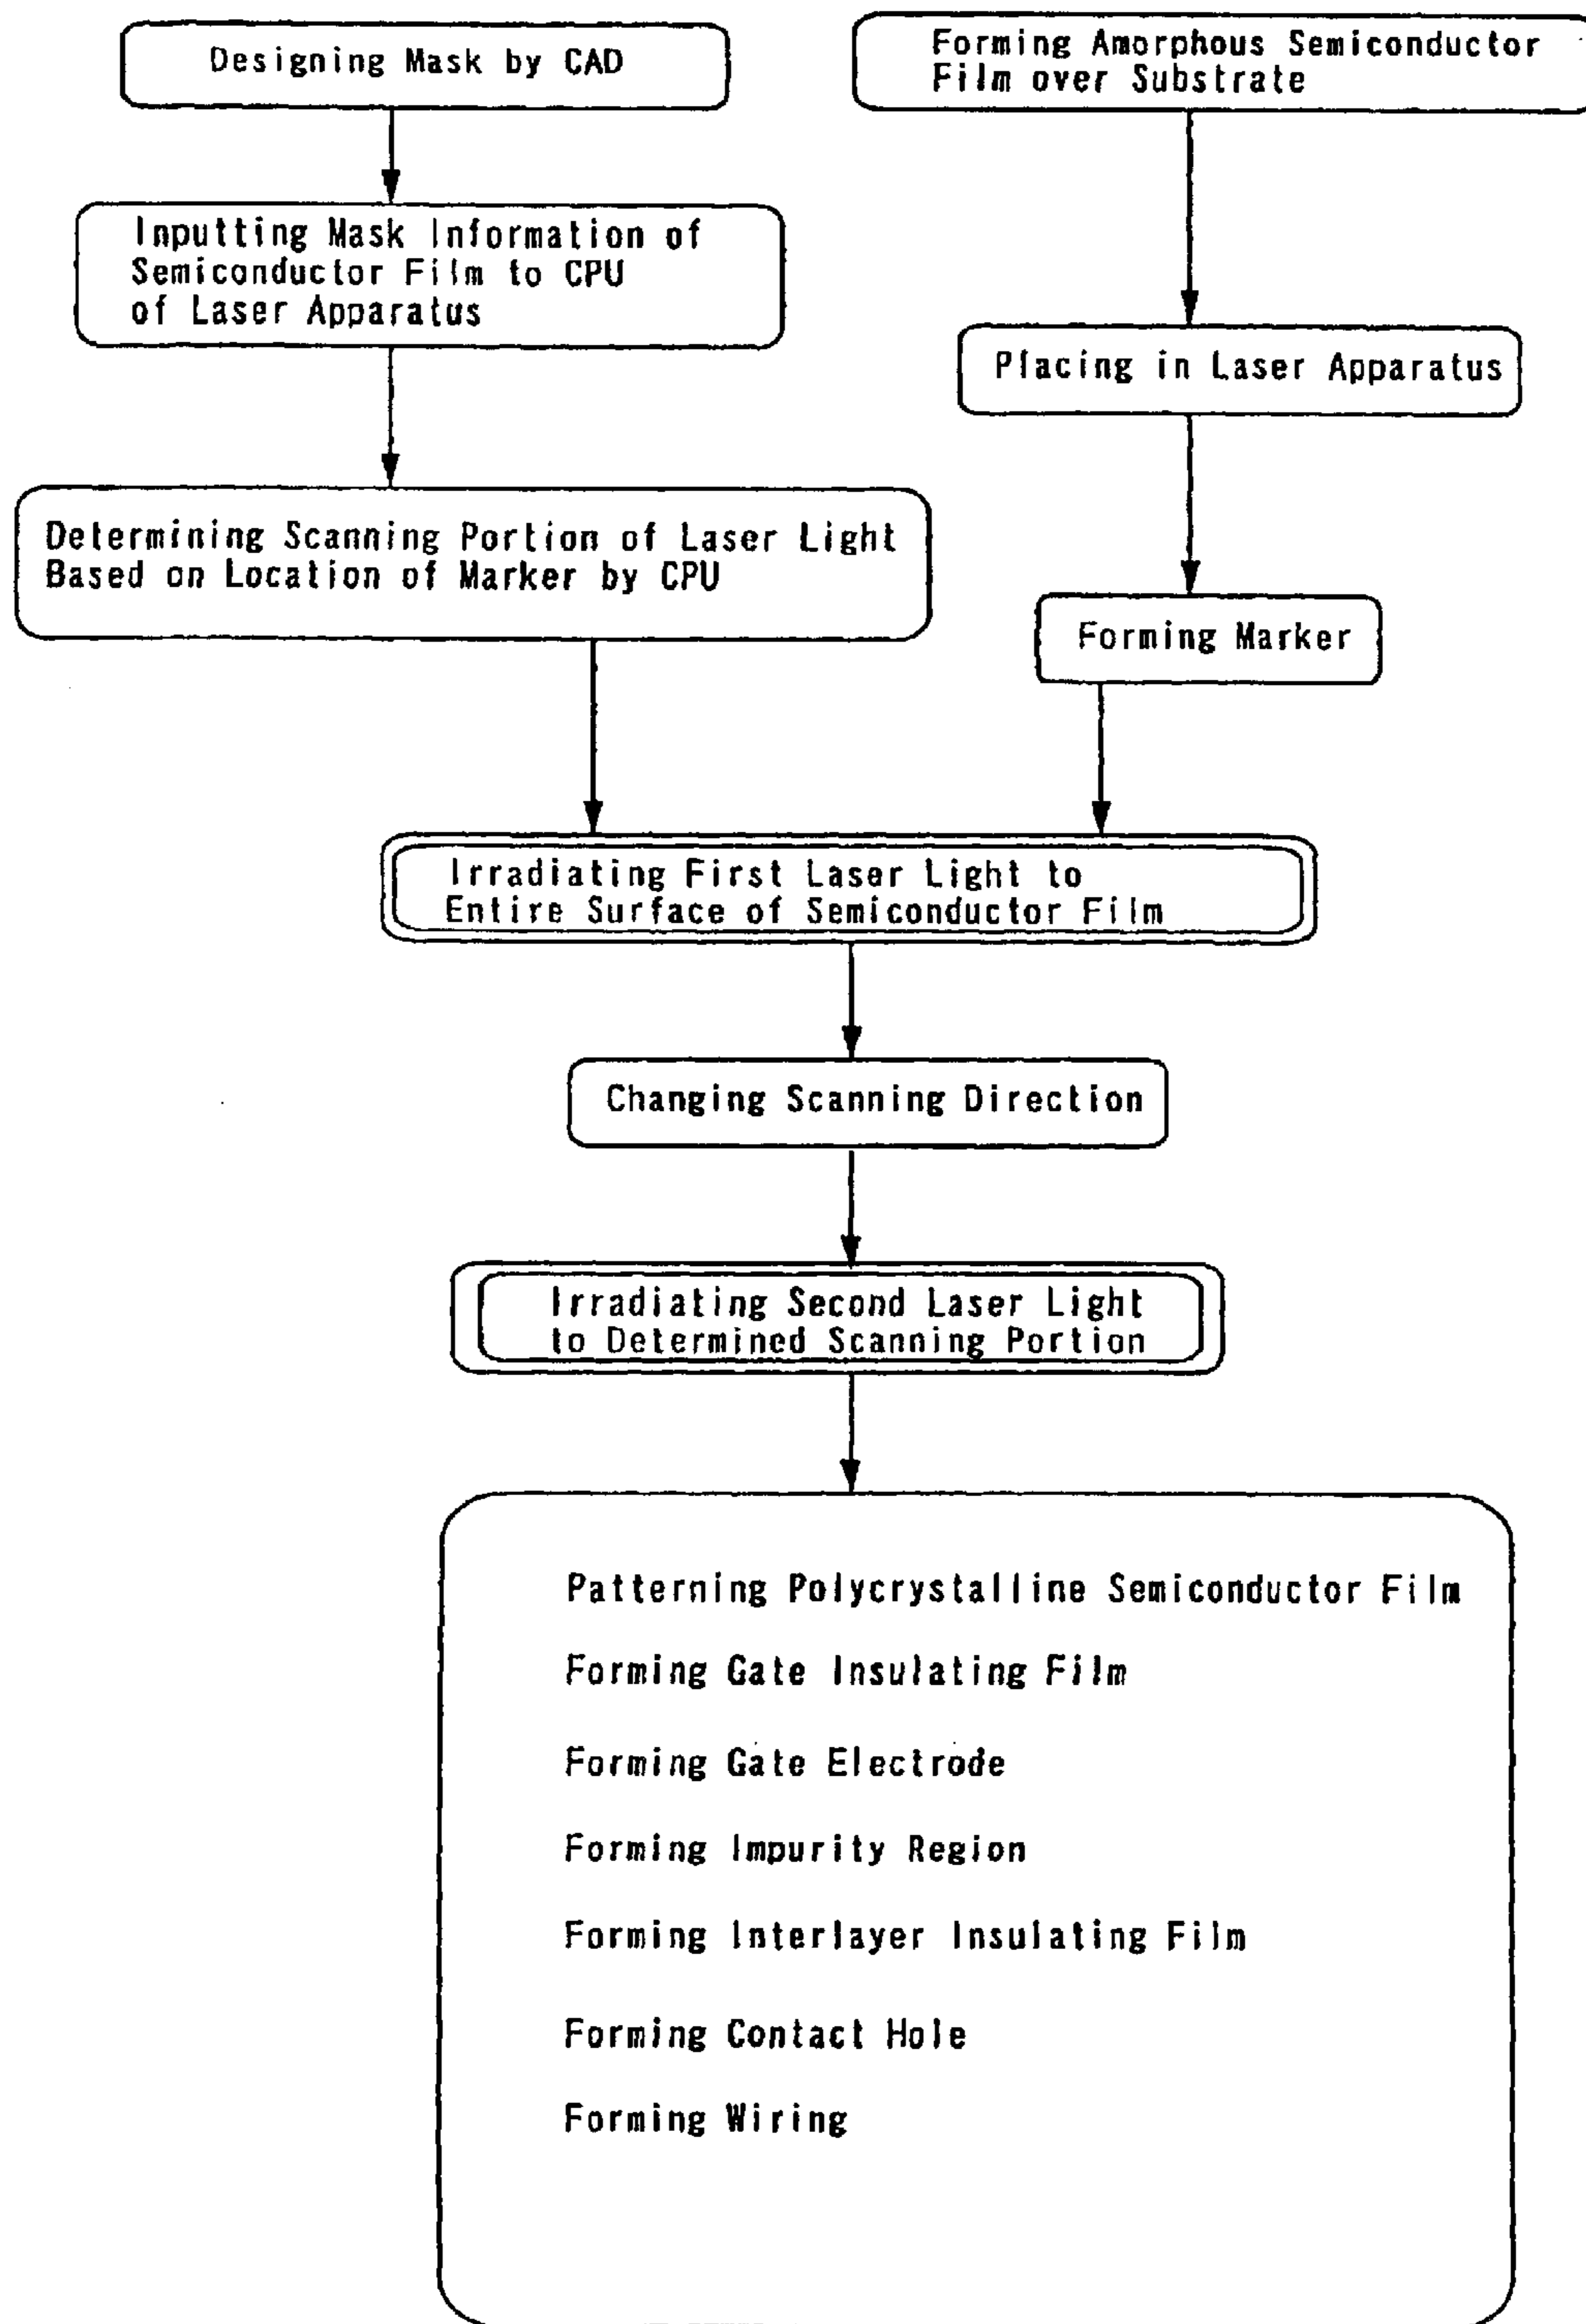 Designing Mask by CAD
Forming Amorphous Semiconductor
Film over Substrate
Inputting Mask Information of
Semiconductor Film to CPU
of Laser Apparatus
Placing in Laser Apparatus
Determining Scanning Portion of Laser Light
Based on Location of Marker by CPU
Forming Marker
Irradiating First Laser Light to
Entire Surface of Semiconductor Film
Changing Scanning Direction
Irradiating Second Laser Light
to Determined Scanning Portion
Patterning Polycrystalline Semiconductor Film
Forming Gate Insulating Film
Forming Gate Electrode
Forming Impurity Region
Forming Interlayer Insulating Film
Forming Contact Hole
Forming Wiring